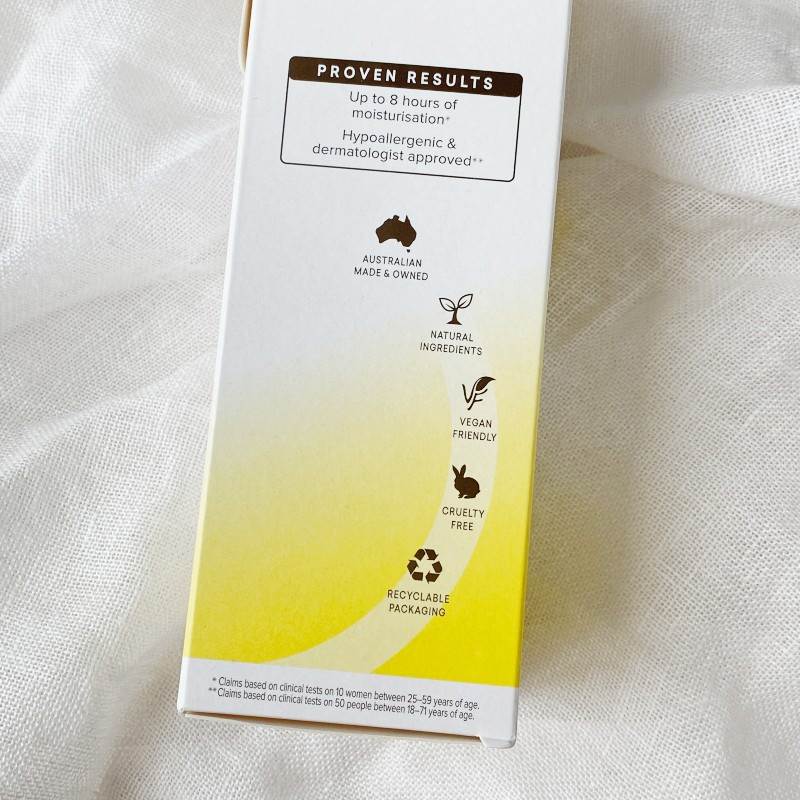 PROVEN RESULTS
Up to 8 hours of
moisturisation*
Hypoallergenic &
dermatologist approved**
AUSTRALIAN
MADE & OWNED
NATURAL
INGREDIENTS
VF
VEGAN
FRIENDLY
CRUELTY
FREE
RECYCLABLE
PACKAGING
* Claims based on clinical tests on 10 women between 25–59 years of age.
** Claims based on clinical tests on 50 people between 18–71 years of age.